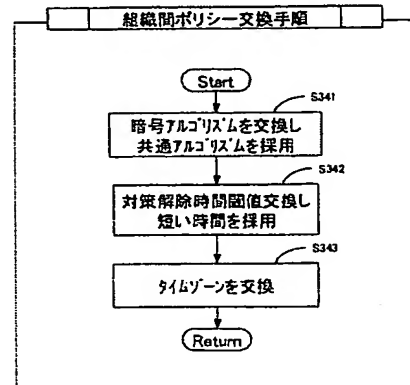 組織間ポリシー交換手順
Start
S341
暗号アルゴリズムを交換し
共通アルゴリズムを採用
S342
対策解除時間閾値交換し
短い時間を採用
S343
タイムゾーンを交換
Return